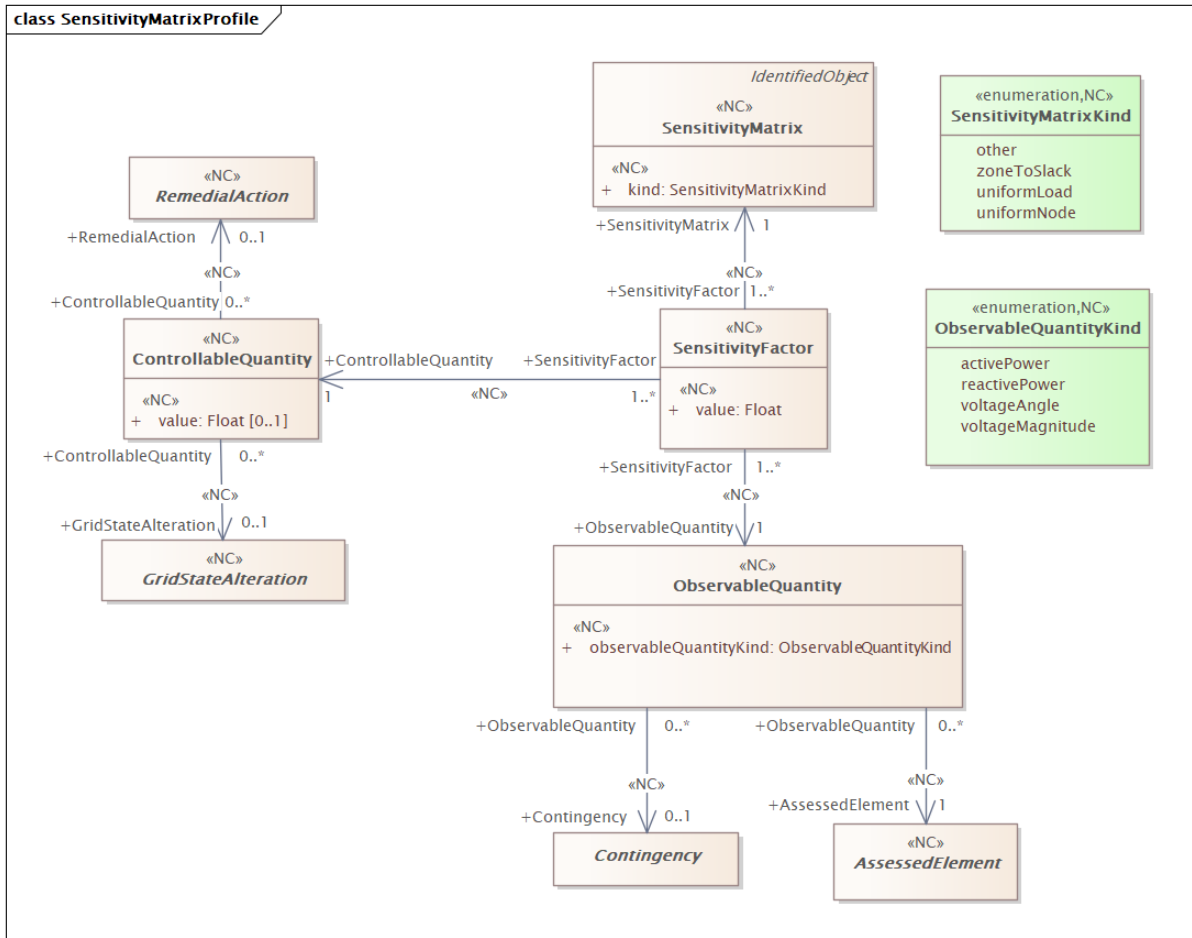 class SensitivityMatrixProfile
IdentifiedObject
«NC»
SensitivityMatrix
«NC»
+ kind: SensitivityMatrixKind
«enumeration,NC»
SensitivityMatrixKind
other
zoneToSlack
uniformLoad
uniformNode
«NC»
RemedialAction
+RemedialAction 0..1
«NC»
+ControllableQuantity 0..*
+SensitivityMatrix 1
«NC»
+SensitivityFactor 1..*
«NC»
ControllableQuantity
«NC»
+ value: Float [0..1]
+ControllableQuantity +SensitivityFactor
1 «NC» 1..*
«NC»
SensitivityFactor
«NC»
+ value: Float
«enumeration,NC»
ObservableQuantityKind
activePower
reactivePower
voltageAngle
voltageMagnitude
+ControllableQuantity 0..*
«NC»
+GridStateAlteration 0..1
«NC»
GridStateAlteration
+SensitivityFactor 1..*
«NC»
+ObservableQuantity 1
«NC»
ObservableQuantity
«NC»
+ observableQuantityKind: ObservableQuantityKind
+ObservableQuantity 0..*
«NC»
+Contingency 0..1
Contingency
+ObservableQuantity 0..*
«NC»
+AssessedElement 1
«NC»
AssessedElement